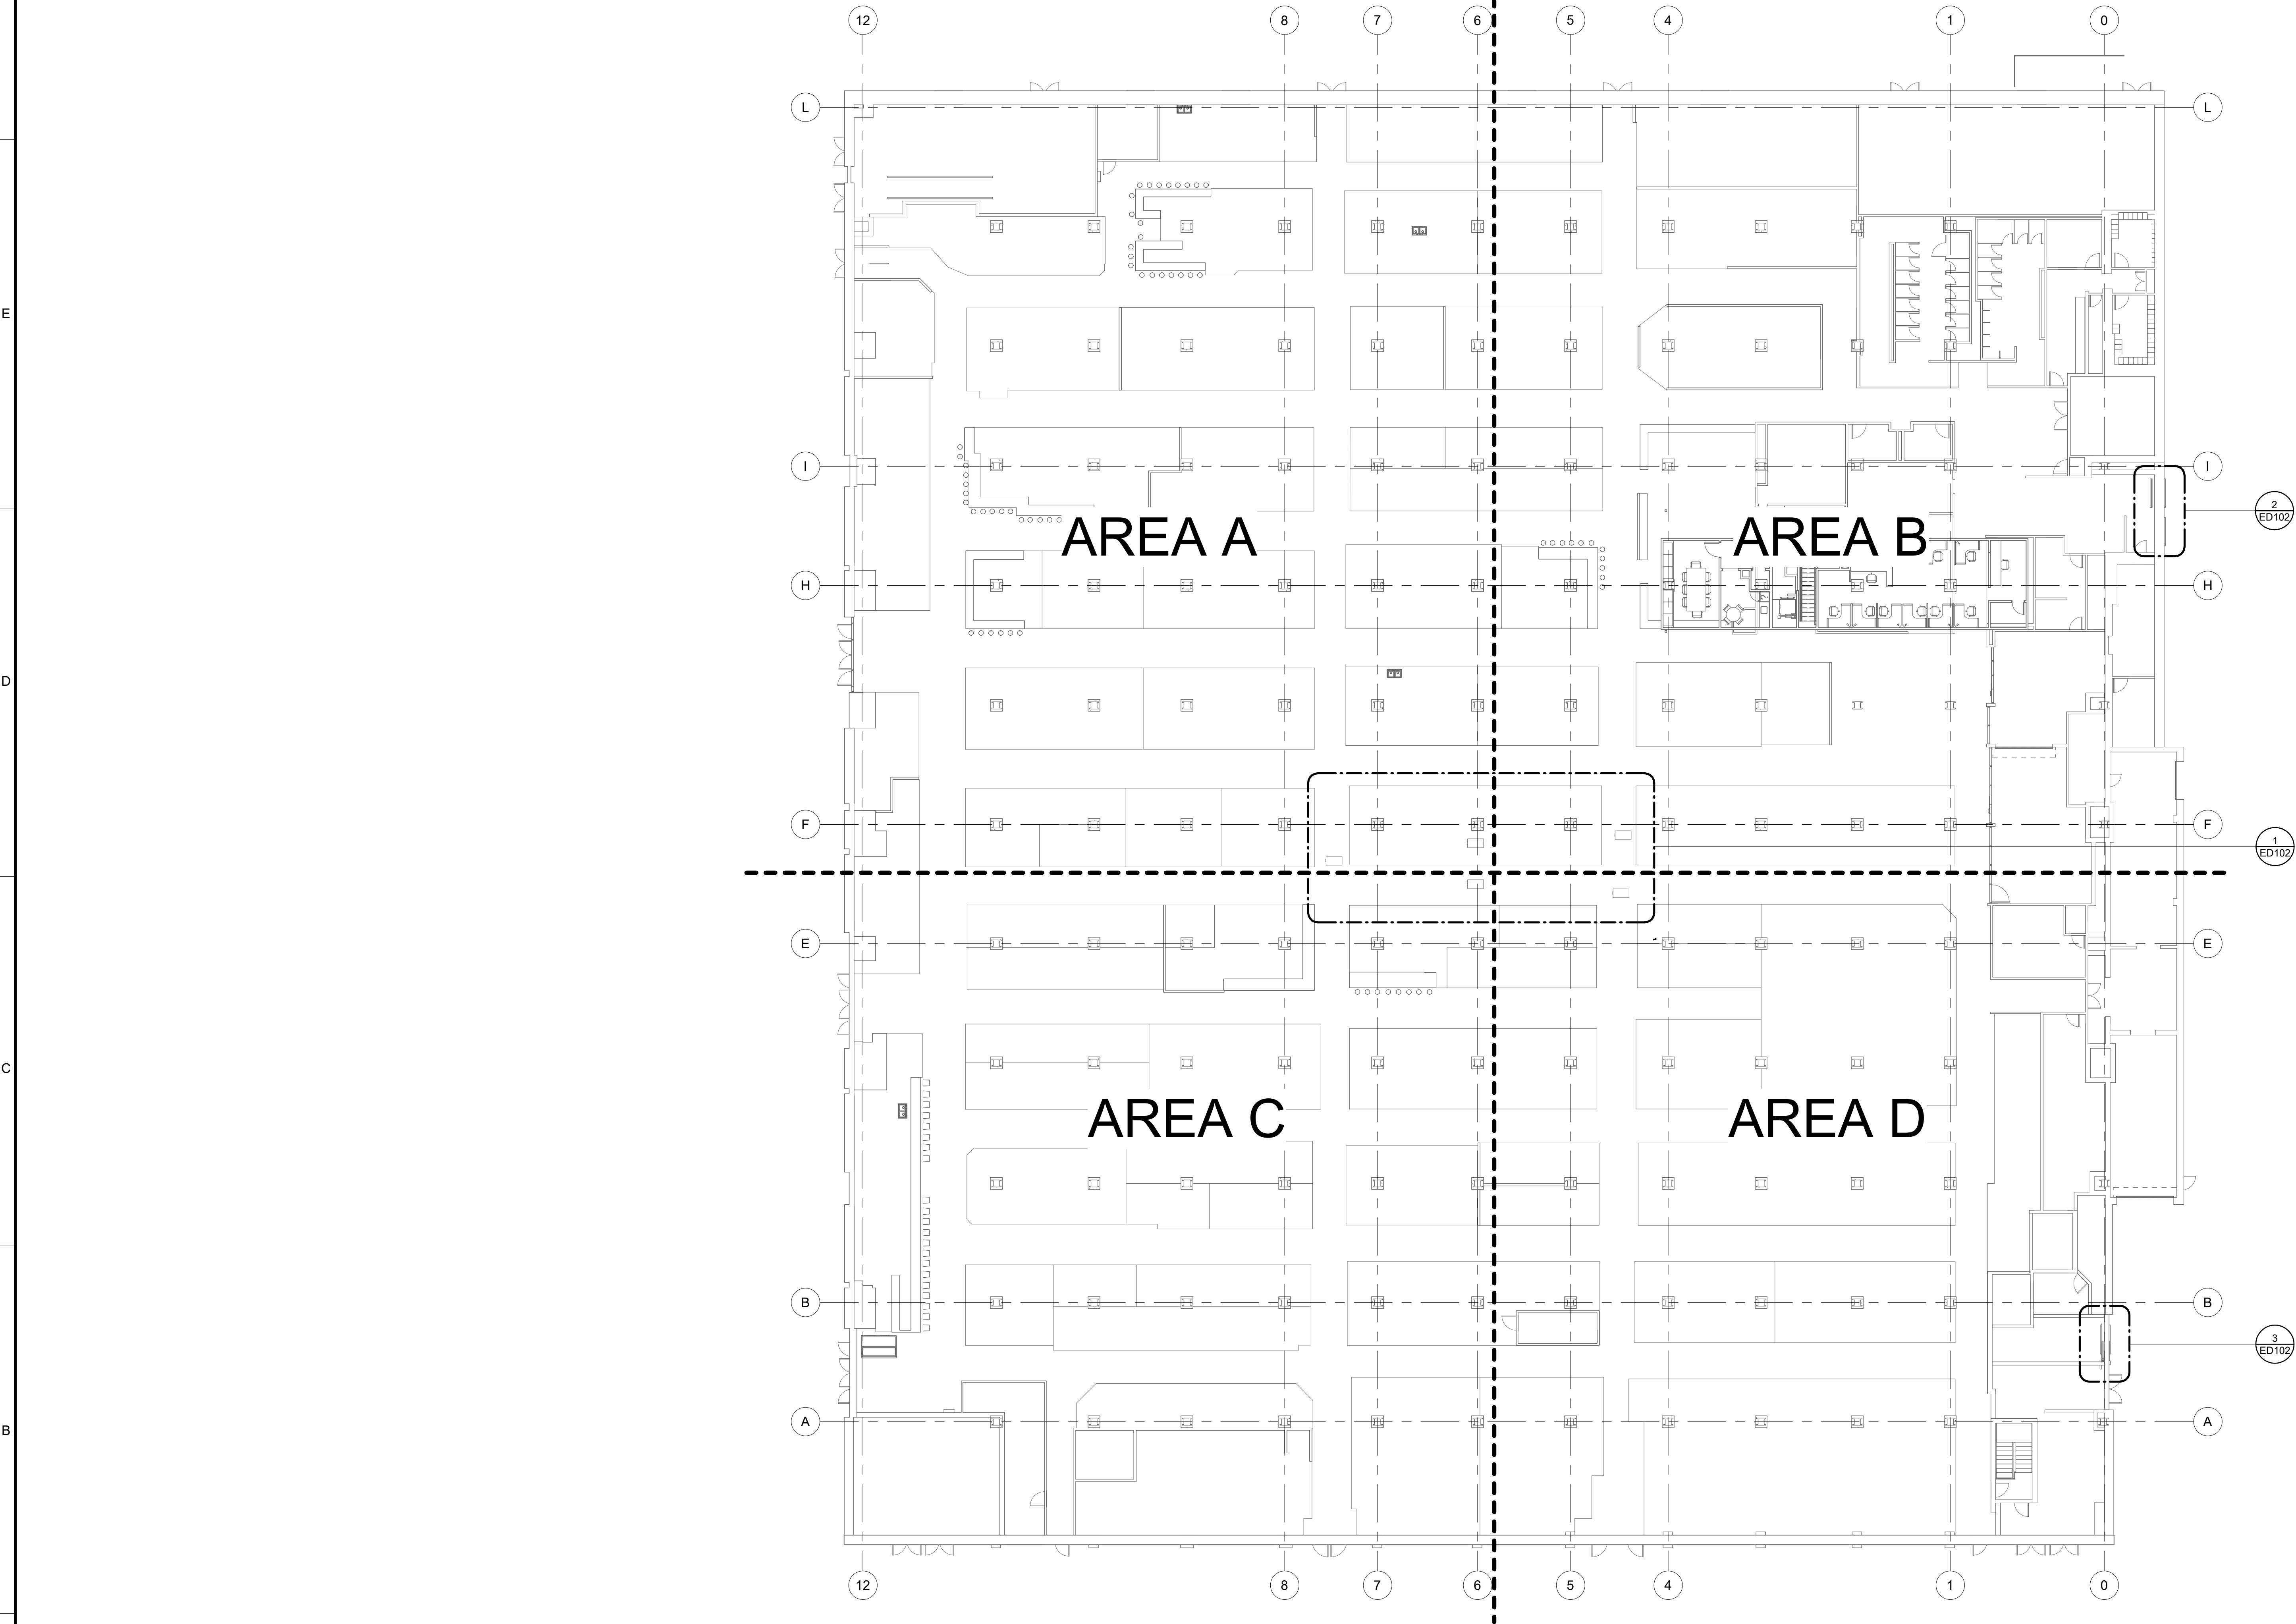 12 8 7 6 5 4 1 0
L L
E
I I
2
ED102
AREA A AREA B
H H
D
F F
1
ED102
E E
C
AREA C AREA D
B B
3
ED102
A A
B
12 8 7 6 5 4 1 0